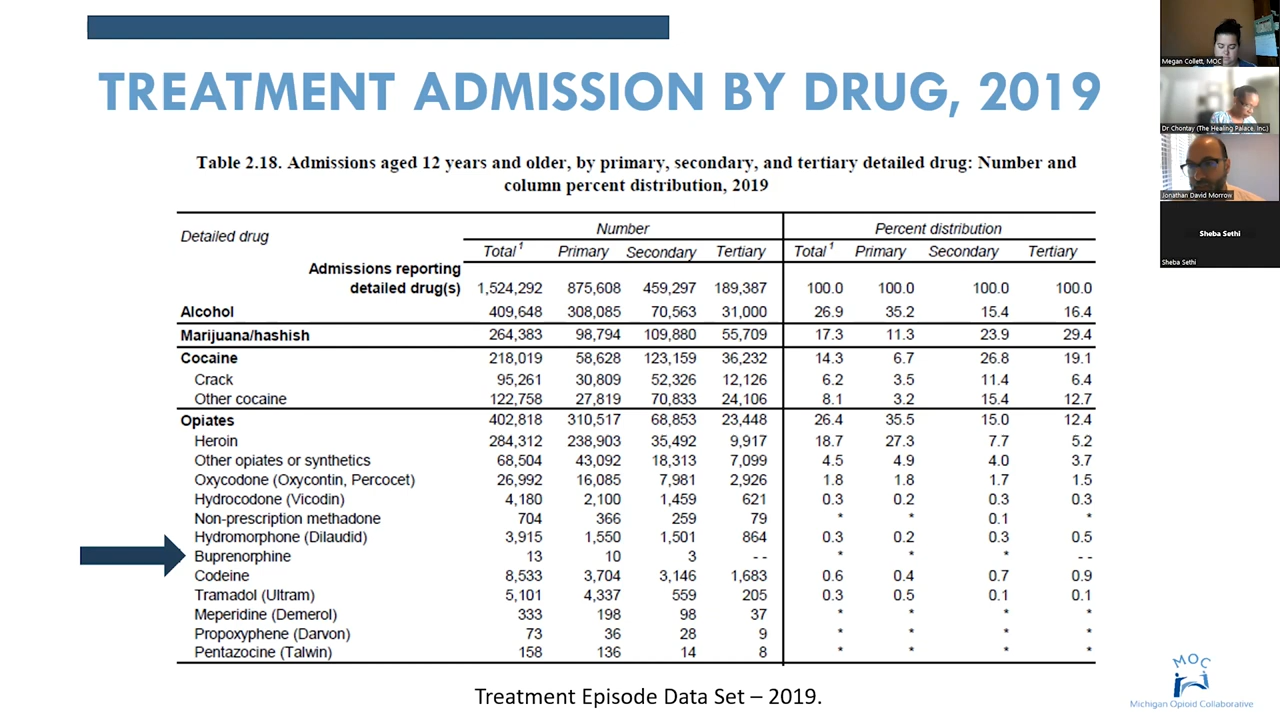 TREATMENT ADMISSION BY DRUG, 2019
Table 2.18. Admissions aged 12 years and older, by primary, secondary, and tertiary detailed drug: Number and
column percent distribution, 2019
Detailed drug Number Percent distribution
Total1 Primary Secondary Tertiary Total1 Primary Secondary Tertiary
Admissions reporting
detailed drug(s) 1,524,292 875,608 459,297 189,387 100.0 100.0 100.0 100.0
Alcohol 409,648 308,085 70,563 31,000 26.9 35.2 15.4 16.4
Marijuana/hashish 264,383 98,794 109,880 55,709 17.3 11.3 23.9 29.4
Cocaine 218,019 58,628 123,159 36,232 14.3 6.7 26.8 19.1
Crack 95,261 30,809 52,326 12,126 6.2 3.5 11.4 6.4
Other cocaine 122,758 27,819 70,833 24,106 8.1 3.2 15.4 12.7
Opiates 402,818 310,517 68,853 23,448 26.4 35.5 15.0 12.4
Heroin 284,312 238,903 35,492 9,917 18.7 27.3 7.7 5.2
Other opiates or synthetics 68,504 43,092 18,313 7,099 4.5 4.9 4.0 3.7
Oxycodone (Oxycontin, Percocet) 26,992 16,085 7,981 2,926 1.8 1.8 1.7 1.5
Hydrocodone (Vicodin) 4,180 2,100 1,459 621 0.3 0.2 0.3 0.3
Non-prescription methadone 704 366 259 79 * * 0.1 *
Hydromorphone (Dilaudid) 3,915 1,550 1,501 864 0.3 0.2 0.3 0.5
Buprenorphine 13 10 3 - - * * * - -
Codeine 8,533 3,704 3,146 1,683 0.6 0.4 0.7 0.9
Tramadol (Ultram) 5,101 4,337 559 205 0.3 0.5 0.1 0.1
Meperidine (Demerol) 333 198 98 37 * * * *
Propoxyphene (Darvon) 73 36 28 9 * * * *
Pentazocine (Talwin) 158 136 14 8 * * * *
Treatment Episode Data Set – 2019.
MOC
Michigan Opioid Collaborative
Megan Collett, MOC
Dr Chontay (The Healing Palace, Inc.)
Jonathan David Morrow
Sheba Sethi
Sheba Sethi